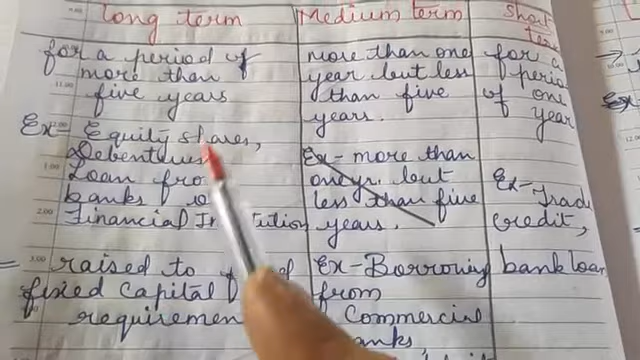 long term
for a period of
more than
five years
Ex- Equity shares,
Debentures
Loan from
banks
Financial
raised to
fixed capital
Medium term
more than one
year but less
than five
years.
Ex- more than
one yr. but
less than five
years.
Ex- Borrowing
from
Commercial
Short
term
for a
period
of one
year
Ex- Trade
credit,
bank loan
Ex